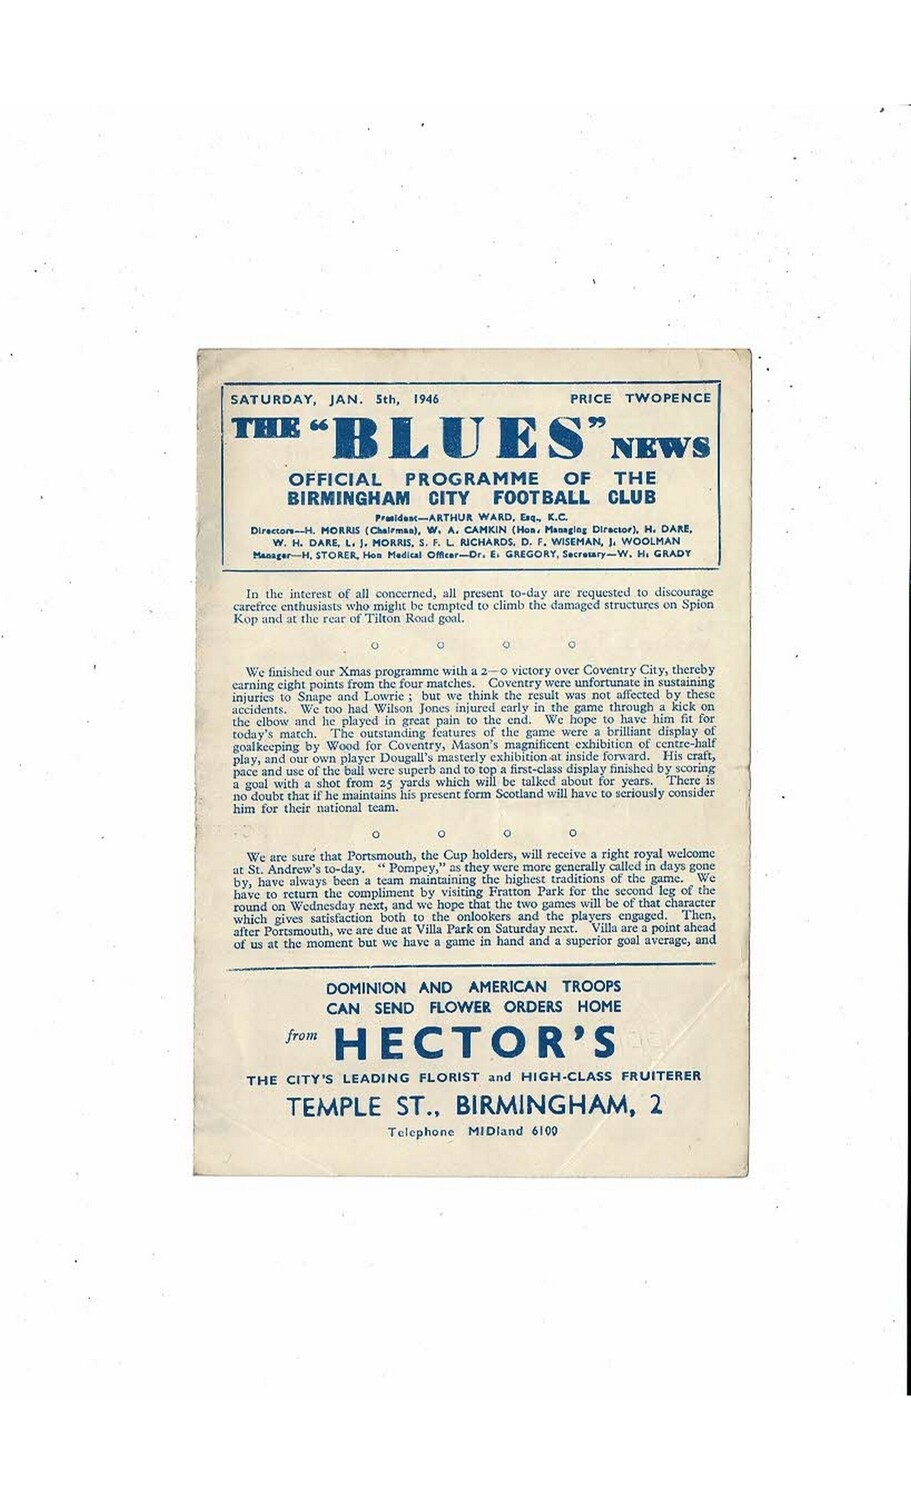 SATURDAY, JAN. 5th, 1946 PRICE TWOPENCE
THE "BLUES" NEWS
OFFICIAL PROGRAMME OF THE
BIRMINGHAM CITY FOOTBALL CLUB
President—ARTHUR WARD, Esq., K.C.
Directors—H. MORRIS (Chairman), W. A. CAMKIN (Hon. Managing Director), H. DARE,
W. H. DARE, L. J. MORRIS, S. F. L. RICHARDS, D. F. WISEMAN, J. WOOLMAN
Manager—H. STORER, Hon Medical Officer—Dr. E. GREGORY, Secretary—W. H. GRADY
In the interest of all concerned, all present to-day are requested to discourage
carefree enthusiasts who might be tempted to climb the damaged structures on Spion
Kop and at the rear of Tilton Road goal.
We finished our Xmas programme with a 2—0 victory over Coventry City, thereby
earning eight points from the four matches. Coventry were unfortunate in sustaining
injuries to Snape and Lowrie ; but we think the result was not affected by these
accidents. We too had Wilson Jones injured early in the game through a kick on
the elbow and he played in great pain to the end. We hope to have him fit for
today's match. The outstanding features of the game were a brilliant display of
goalkeeping by Wood for Coventry, Mason's magnificent exhibition of centre-half
play, and our own player Dougall's masterly exhibition at inside forward. His craft,
pace and use of the ball were superb and to top a first-class display finished by scoring
a goal with a shot from 25 yards which will be talked about for years. There is
no doubt that if he maintains his present form Scotland will have to seriously consider
him for their national team.
We are sure that Portsmouth, the Cup holders, will receive a right royal welcome
at St. Andrew's to-day. "Pompey," as they were more generally called in days gone
by, have always been a team maintaining the highest traditions of the game. We
have to return the compliment by visiting Fratton Park for the second leg of the
round on Wednesday next, and we hope that the two games will be of that character
which gives satisfaction both to the onlookers and the players engaged. Then,
after Portsmouth, we are due at Villa Park on Saturday next. Villa are a point ahead
of us at the moment but we have a game in hand and a superior goal average, and
DOMINION AND AMERICAN TROOPS
CAN SEND FLOWER ORDERS HOME
from HECTOR'S
THE CITY'S LEADING FLORIST and HIGH-CLASS FRUITERER
TEMPLE ST., BIRMINGHAM, 2
Telephone MIDland 6100